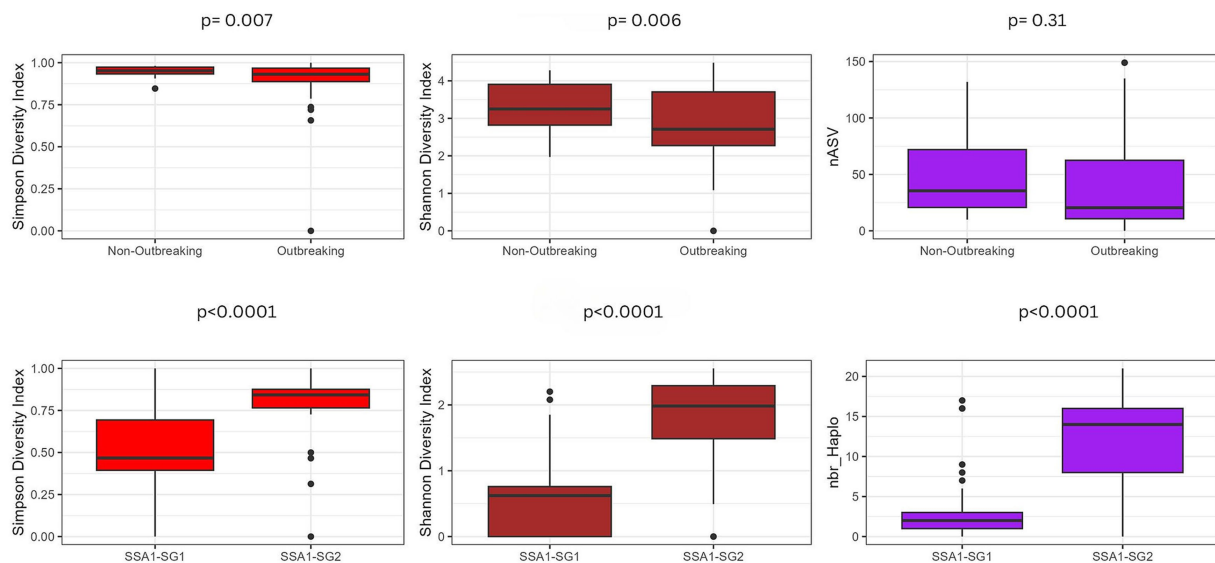 p= 0.007
p= 0.006
p= 0.31
Simpson Diversity Index
1.00
0.75
0.50
0.25
0.00
Non-Outbreaking
Outbreaking
Shannon Diversity Index
4
3
2
1
0
Non-Outbreaking
Outbreaking
nASV
150
100
50
0
Non-Outbreaking
Outbreaking
p<0.0001
p<0.0001
p<0.0001
Simpson Diversity Index
1.00
0.75
0.50
0.25
0.00
SSA1-SG1
SSA1-SG2
Shannon Diversity Index
2
1
0
SSA1-SG1
SSA1-SG2
nbr_Haplo
20
15
10
5
0
SSA1-SG1
SSA1-SG2